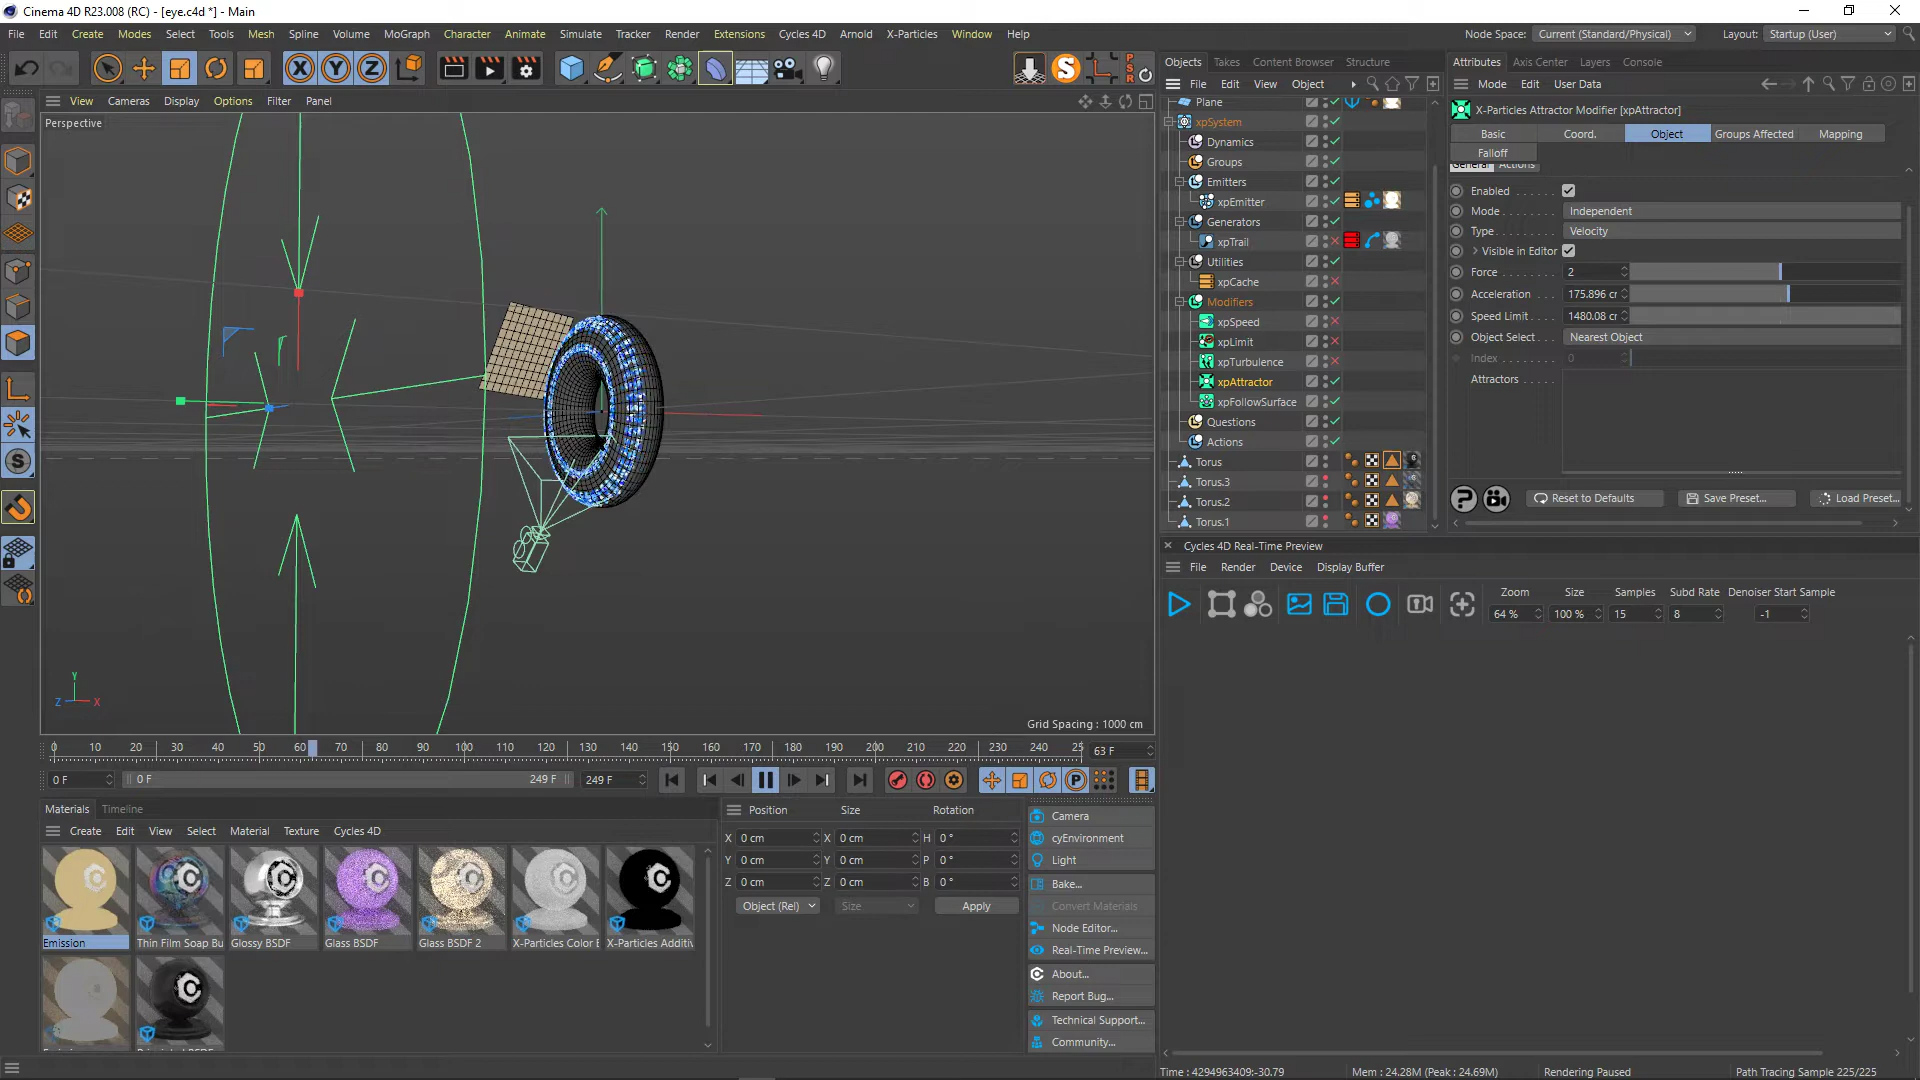 Cinema 4D R23.008 (RC) - [eye.c4d *] - Main
File Edit Create Modes Select Tools Mesh Spline Volume MoGraph Character Animate Simulate Tracker Render Extensions Cycles 4D Arnold X-Particles Window Help
Node Space: Current (Standard/Physical) Layout: Startup (User)
X Y Z
PSR
Objects Takes Content Browser Structure
File Edit View Object
Plane
xpSystem
Dynamics
Groups
Emitters
xpEmitter
Generators
xpTrail
Utilities
xpCache
Modifiers
xpSpeed
xpLimit
xpTurbulence
xpAttractor
xpFollowSurface
Questions
Actions
Torus
Torus.3
Torus.2
Torus.1
Attributes Axis Center Layers Console
Mode Edit User Data
X-Particles Attractor Modifier [xpAttractor]
Basic Coord. Object Groups Affected Mapping
Falloff
General Actions
Enabled
Mode Independent
Type Velocity
Visible in Editor
Force 2
Acceleration 175.896 cr
Speed Limit 1480.08 cr
Object Select Nearest Object
Index 0
Attractors
Reset to Defaults Save Preset... Load Preset...
View Cameras Display Options Filter Panel
Perspective
Y
Z X
Grid Spacing : 1000 cm
0 10 20 30 40 50 60 70 80 90 100 110 120 130 140 150 160 170 180 190 200 210 220 230 240 25 63 F
0 F 0 F 249 F 249 F
Cycles 4D Real-Time Preview
File Render Device Display Buffer
Zoom Size Samples Subd Rate Denoiser Start Sample
64 % 100 % 15 8 -1
Materials Timeline
Create Edit View Select Material Texture Cycles 4D
Emission Thin Film Soap Bu Glossy BSDF Glass BSDF Glass BSDF 2 X-Particles Color E X-Particles Additiv
Position Size Rotation
X 0 cm X 0 cm H 0 °
Y 0 cm Y 0 cm P 0 °
Z 0 cm Z 0 cm B 0 °
Object (Rel) Size Apply
Camera
cyEnvironment
Light
Bake...
Convert Materials
Node Editor...
Real-Time Preview...
About...
Report Bug...
Technical Support...
Community...
Time : 4294963409:-30.79 Mem : 24.28M (Peak : 24.69M) Rendering Paused Path Tracing Sample 225/225